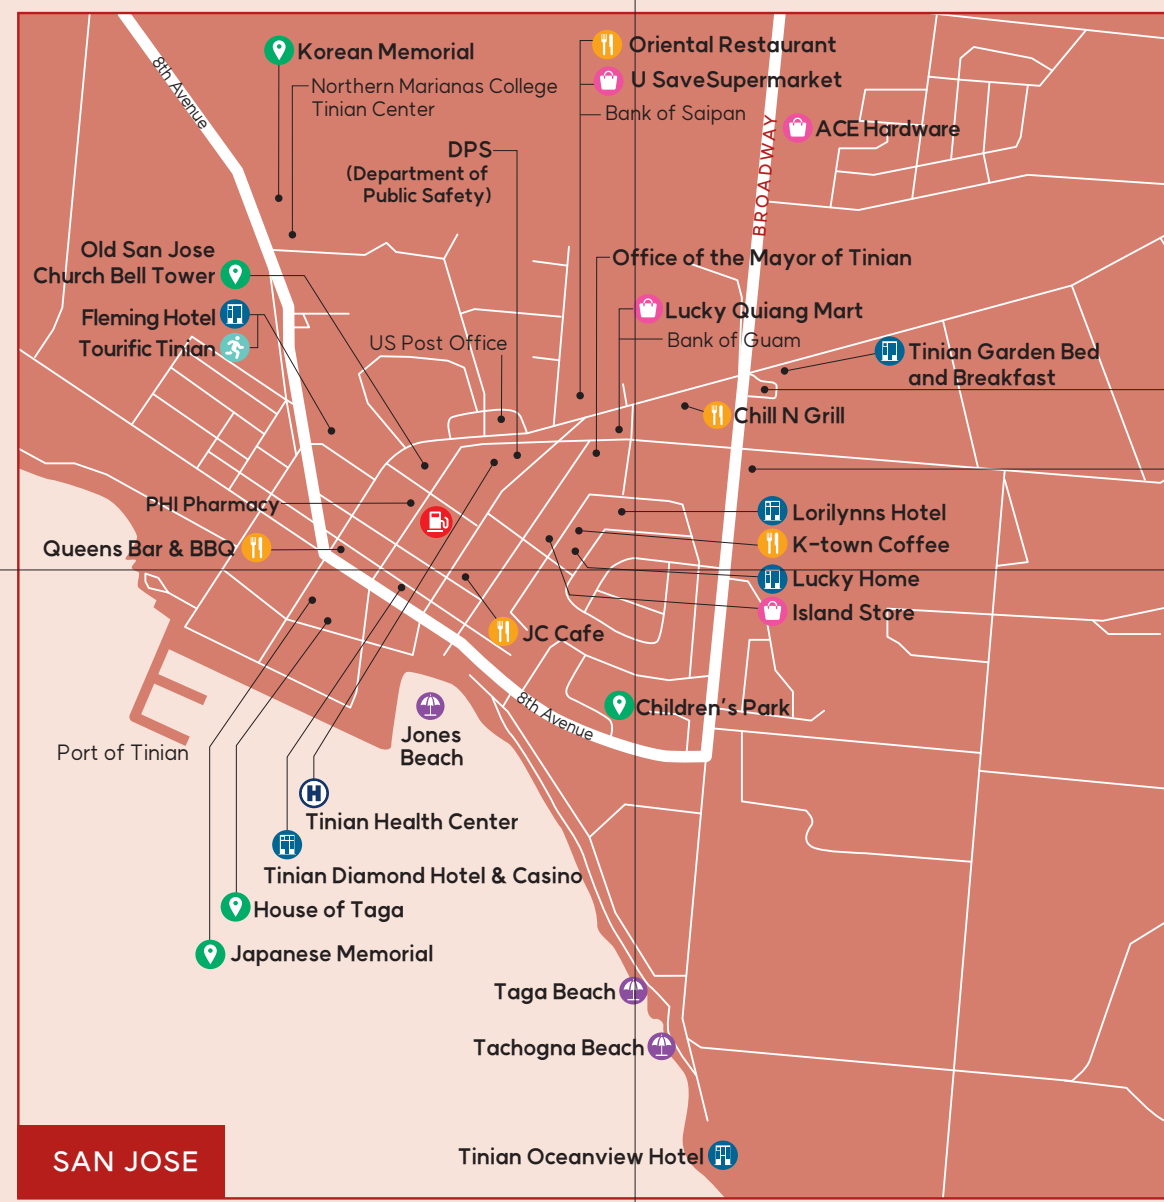 8th Avenue
Korean Memorial
Northern Marianas College
Tinian Center
Oriental Restaurant
U SaveSupermarket
Bank of Saipan
ACE Hardware
BROADWAY
DPS
(Department of
Public Safety)
Old San Jose
Church Bell Tower
Fleming Hotel
Tourific Tinian
US Post Office
Office of the Mayor of Tinian
Lucky Quiang Mart
Bank of Guam
Tinian Garden Bed
and Breakfast
Chill N Grill
PHI Pharmacy
Queens Bar & BBQ
Lorilynns Hotel
K-town Coffee
Lucky Home
Island Store
JC Cafe
8th Avenue
Children's Park
Jones
Beach
Port of Tinian
H
Tinian Health Center
Tinian Diamond Hotel & Casino
House of Taga
Japanese Memorial
Taga Beach
Tachogna Beach
Tinian Oceanview Hotel
SAN JOSE